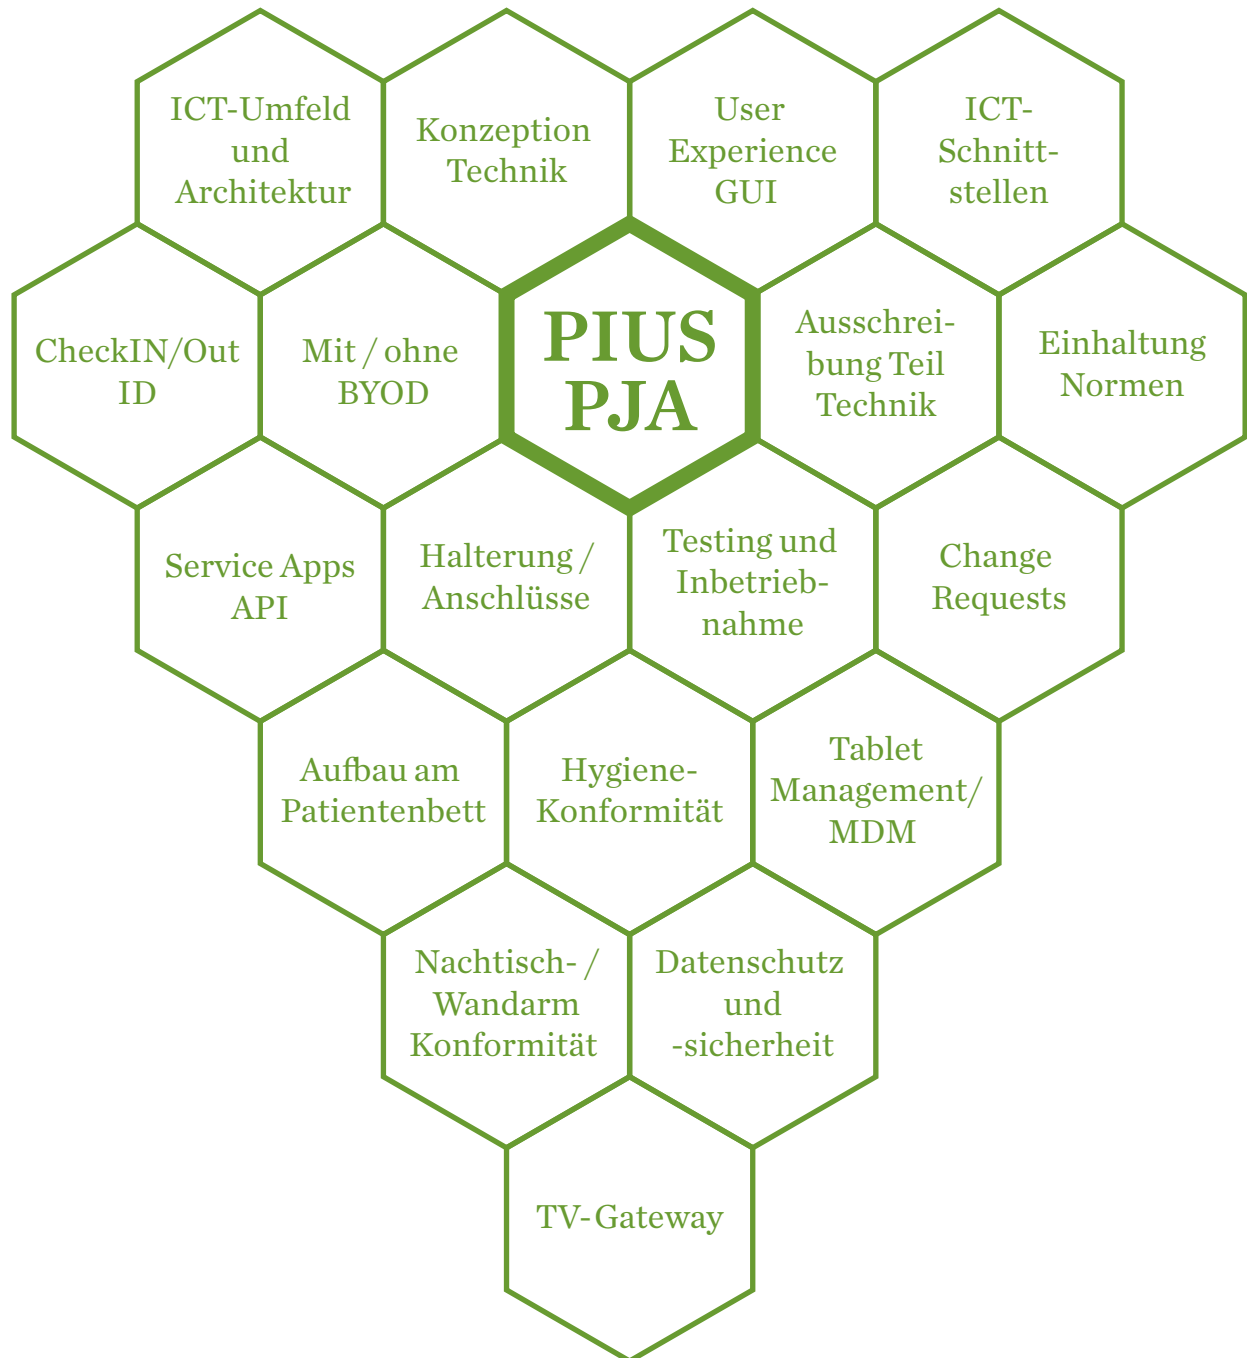 ICT-Umfeld
und
Architektur
Konzeption
Technik
User
Experience
GUI
ICT-
Schnitt-
stellen
CheckIN/Out
ID
Mit / ohne
BYOD
PIUS
PJA
Ausschrei-
bung Teil
Technik
Einhaltung
Normen
Service Apps
API
Halterung /
Anschlüsse
Testing und
Inbetrieb-
nahme
Change
Requests
Aufbau am
Patientenbett
Hygiene-
Konformität
Tablet
Management/
MDM
Nachtisch- /
Wandarm
Konformität
Datenschutz
und
-sicherheit
TV-Gateway